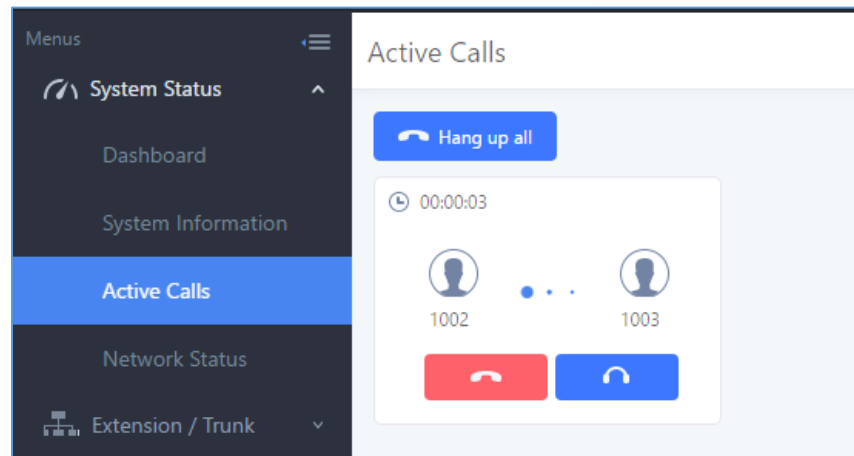 Menus
System Status
Dashboard
System Information
Active Calls
Network Status
Extension / Trunk
Active Calls
Hang up all
00:00:03
1002 1003